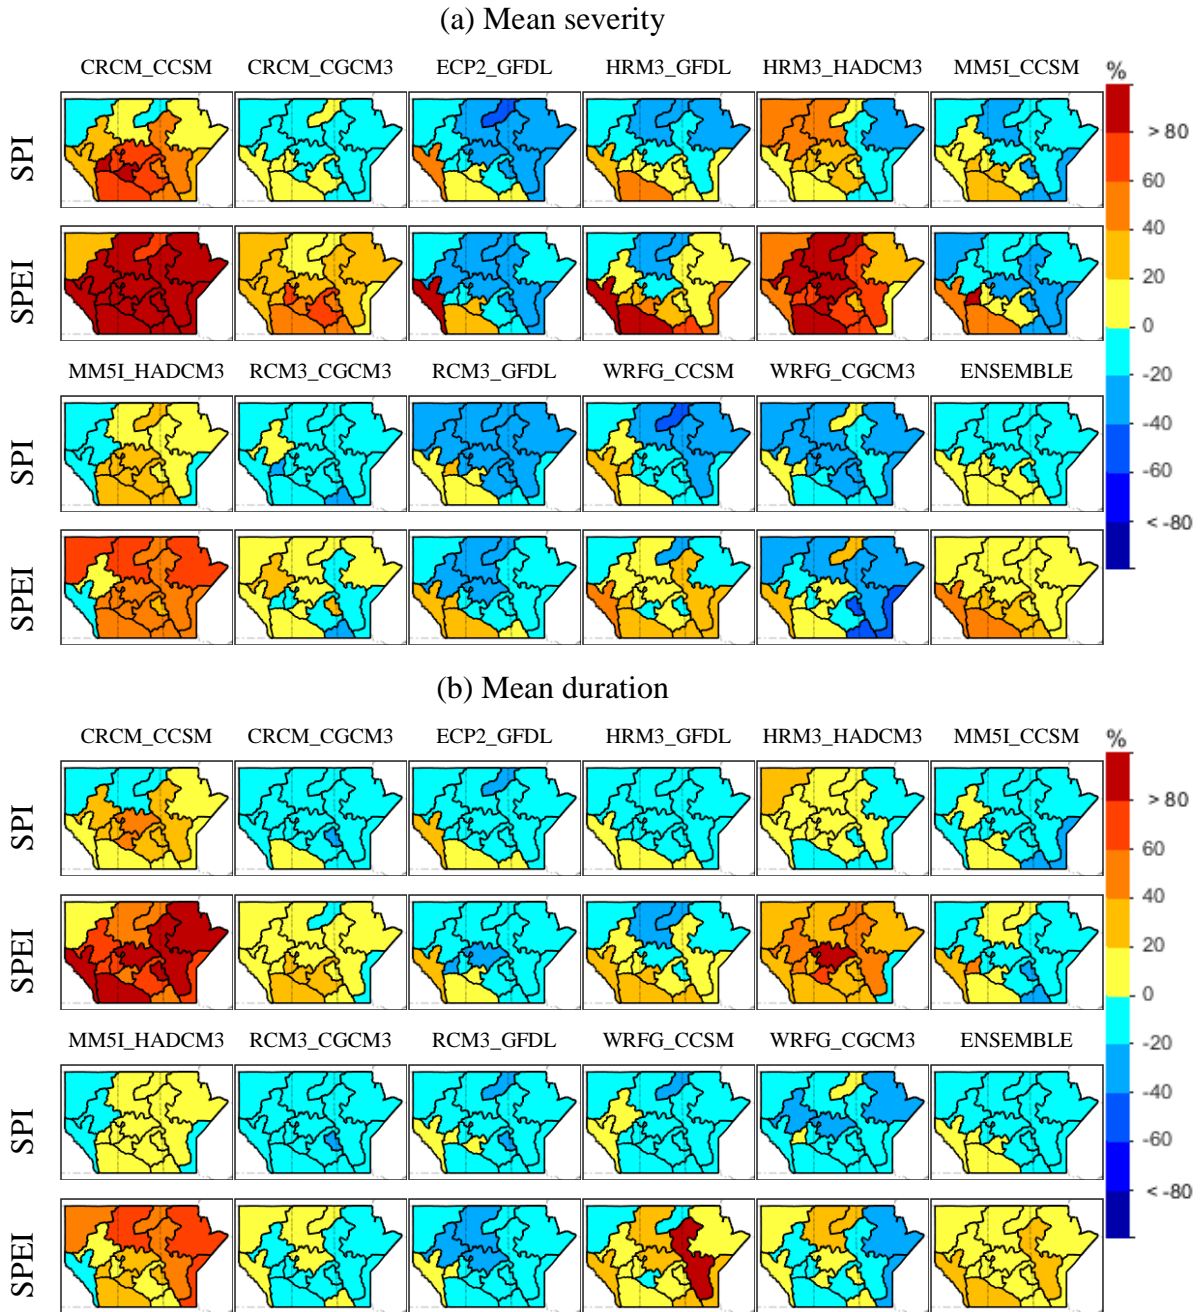 (a) Mean severity
CRCM_CCSM CRCM_CGCM3 ECP2_GFDL HRM3_GFDL HRM3_HADCM3 MM5I_CCSM %
SPI
> 80
60
40
SPEI
20
0
MM5I_HADCM3 RCM3_CGCM3 RCM3_GFDL WRFG_CCSM WRFG_CGCM3 ENSEMBLE
-20
SPI
-40
-60
< -80
SPEI
(b) Mean duration
CRCM_CCSM CRCM_CGCM3 ECP2_GFDL HRM3_GFDL HRM3_HADCM3 MM5I_CCSM %
SPI
> 80
60
40
SPEI
20
0
MM5I_HADCM3 RCM3_CGCM3 RCM3_GFDL WRFG_CCSM WRFG_CGCM3 ENSEMBLE
-20
SPI
-40
-60
< -80
SPEI